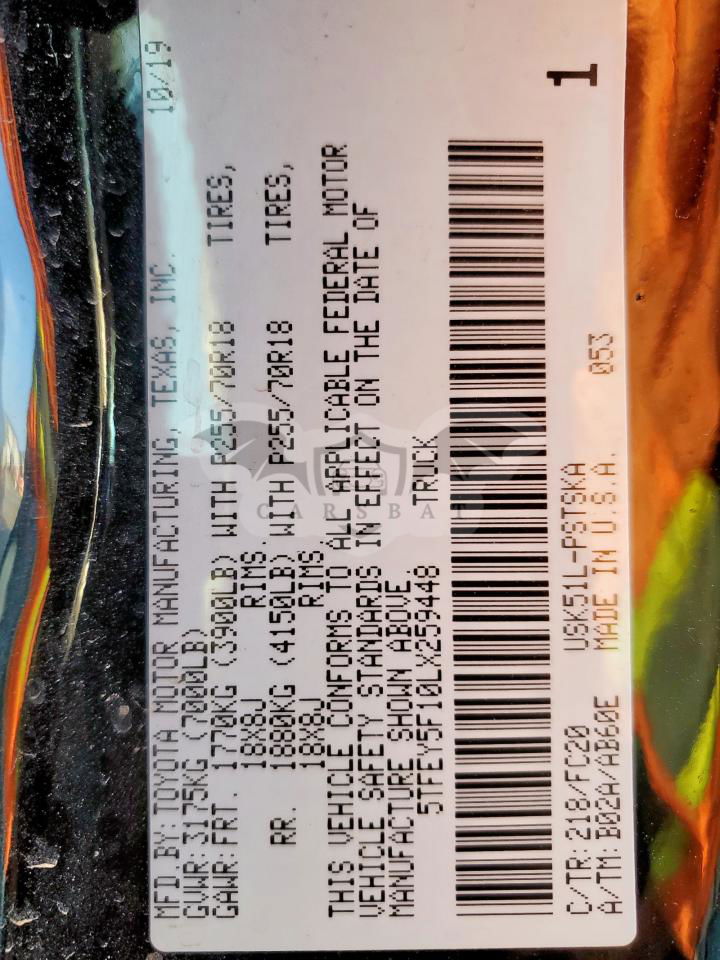 MFD BY: TOYOTA MOTOR MANUFACTURING, TEXAS, INC. 10/19
GVWR: 3175KG (7000LB)
GAWR: FRT. 1770KG (3900LB) WITH P255/70R18 TIRES,
18X8J RIMS.
RR. 1880KG (4150LB) WITH P255/70R18 TIRES,
18X8J RIMS
THIS VEHICLE CONFORMS TO ALL APPLICABLE FEDERAL MOTOR
VEHICLE SAFETY STANDARDS IN EFFECT ON THE DATE OF
MANUFACTURE SHOWN ABOVE.
5TFEY5F10LX259448 TRUCK
C/TR: 218/FC20 USK51L-PSTSKA 053 1
A/TM: B02A/AB60E MADE IN U.S.A.
CARSBAT